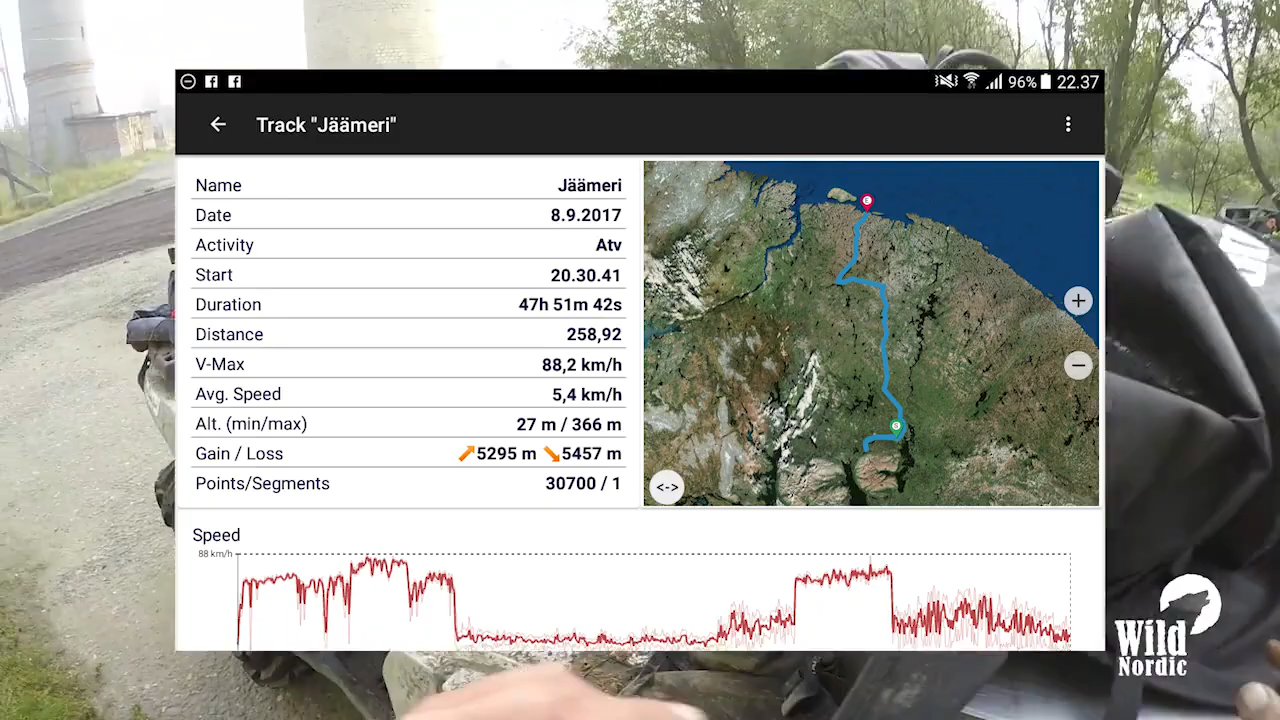 96% 22.37
Track "Jäämeri"
Name Jäämeri
Date 8.9.2017
Activity Atv
Start 20.30.41
Duration 47h 51m 42s
Distance 258,92
V-Max 88,2 km/h
Avg. Speed 5,4 km/h
Alt. (min/max) 27 m / 366 m
Gain / Loss 5295 m 5457 m
Points/Segments 30700 / 1
E
S
+
−
<->
Speed
88 km/h
Wild
Nordic